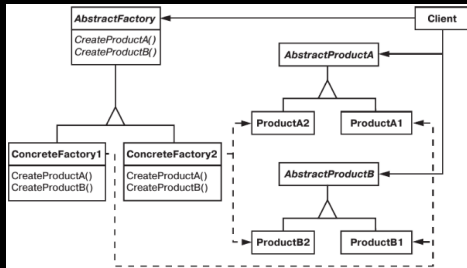 AbstractFactory
CreateProductA()
CreateProductB()
Client
AbstractProductA
ProductA2
ProductA1
ConcreteFactory1
CreateProductA()
CreateProductB()
ConcreteFactory2
CreateProductA()
CreateProductB()
AbstractProductB
ProductB2
ProductB1